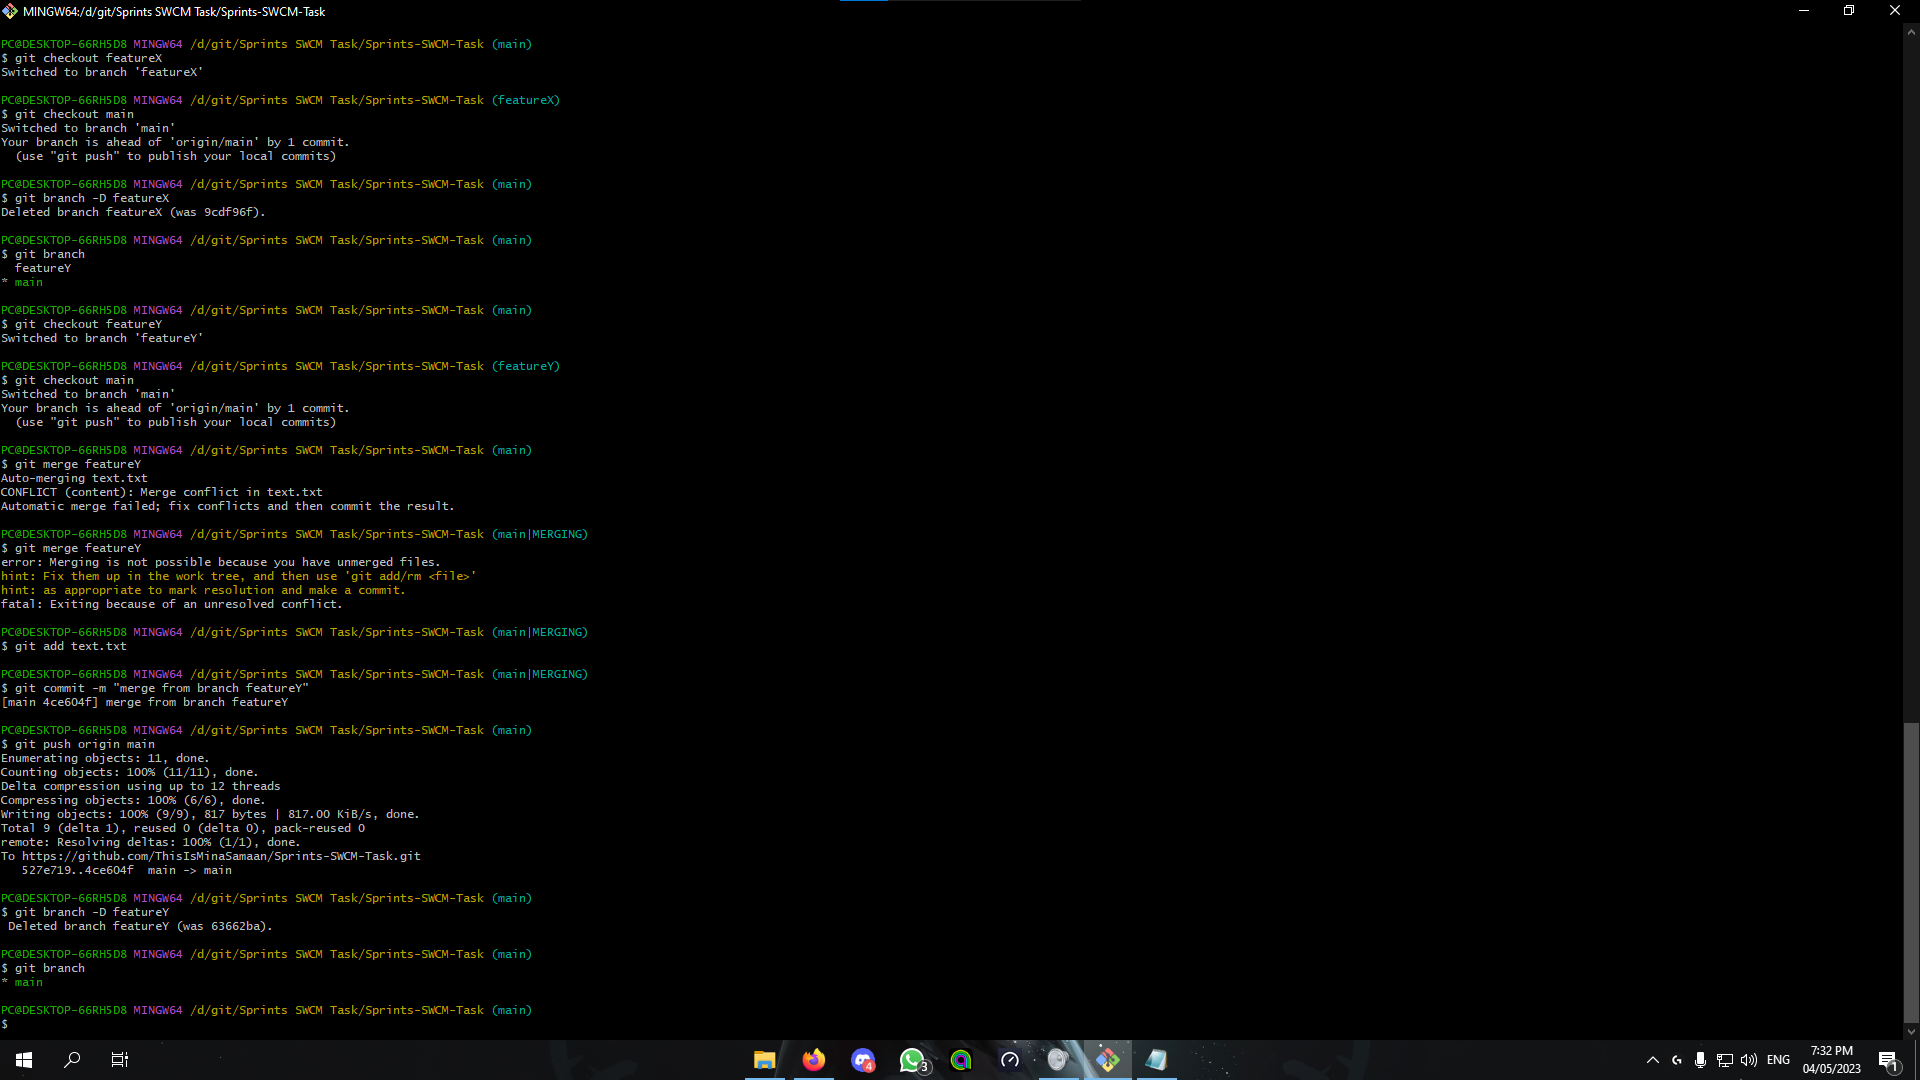 MINGW64:/d/git/Sprints SWCM Task/Sprints-SWCM-Task
PC@DESKTOP-66RH5D8 MINGW64 /d/git/Sprints SWCM Task/Sprints-SWCM-Task (main)
$ git checkout featureX
Switched to branch 'featureX'
PC@DESKTOP-66RH5D8 MINGW64 /d/git/Sprints SWCM Task/Sprints-SWCM-Task (featureX)
$ git checkout main
Switched to branch 'main'
Your branch is ahead of 'origin/main' by 1 commit.
  (use "git push" to publish your local commits)
PC@DESKTOP-66RH5D8 MINGW64 /d/git/Sprints SWCM Task/Sprints-SWCM-Task (main)
$ git branch -D featureX
Deleted branch featureX (was 9cdf96f).
PC@DESKTOP-66RH5D8 MINGW64 /d/git/Sprints SWCM Task/Sprints-SWCM-Task (main)
$ git branch
  featureY
* main
PC@DESKTOP-66RH5D8 MINGW64 /d/git/Sprints SWCM Task/Sprints-SWCM-Task (main)
$ git checkout featureY
Switched to branch 'featureY'
PC@DESKTOP-66RH5D8 MINGW64 /d/git/Sprints SWCM Task/Sprints-SWCM-Task (featureY)
$ git checkout main
Switched to branch 'main'
Your branch is ahead of 'origin/main' by 1 commit.
  (use "git push" to publish your local commits)
PC@DESKTOP-66RH5D8 MINGW64 /d/git/Sprints SWCM Task/Sprints-SWCM-Task (main)
$ git merge featureY
Auto-merging text.txt
CONFLICT (content): Merge conflict in text.txt
Automatic merge failed; fix conflicts and then commit the result.
PC@DESKTOP-66RH5D8 MINGW64 /d/git/Sprints SWCM Task/Sprints-SWCM-Task (main|MERGING)
$ git merge featureY
error: Merging is not possible because you have unmerged files.
hint: Fix them up in the work tree, and then use 'git add/rm <file>'
hint: as appropriate to mark resolution and make a commit.
fatal: Exiting because of an unresolved conflict.
PC@DESKTOP-66RH5D8 MINGW64 /d/git/Sprints SWCM Task/Sprints-SWCM-Task (main|MERGING)
$ git add text.txt
PC@DESKTOP-66RH5D8 MINGW64 /d/git/Sprints SWCM Task/Sprints-SWCM-Task (main|MERGING)
$ git commit -m "merge from branch featureY"
[main 4ce604f] merge from branch featureY
PC@DESKTOP-66RH5D8 MINGW64 /d/git/Sprints SWCM Task/Sprints-SWCM-Task (main)
$ git push origin main
Enumerating objects: 11, done.
Counting objects: 100% (11/11), done.
Delta compression using up to 12 threads
Compressing objects: 100% (6/6), done.
Writing objects: 100% (9/9), 817 bytes | 817.00 KiB/s, done.
Total 9 (delta 1), reused 0 (delta 0), pack-reused 0
remote: Resolving deltas: 100% (1/1), done.
To https://github.com/ThisIsMinaSamaan/Sprints-SWCM-Task.git
   527e719..4ce604f  main -> main
PC@DESKTOP-66RH5D8 MINGW64 /d/git/Sprints SWCM Task/Sprints-SWCM-Task (main)
$ git branch -D featureY
 Deleted branch featureY (was 63662ba).
PC@DESKTOP-66RH5D8 MINGW64 /d/git/Sprints SWCM Task/Sprints-SWCM-Task (main)
$ git branch
* main
PC@DESKTOP-66RH5D8 MINGW64 /d/git/Sprints SWCM Task/Sprints-SWCM-Task (main)
$
4
3
ENG
7:32 PM
04/05/2023
1